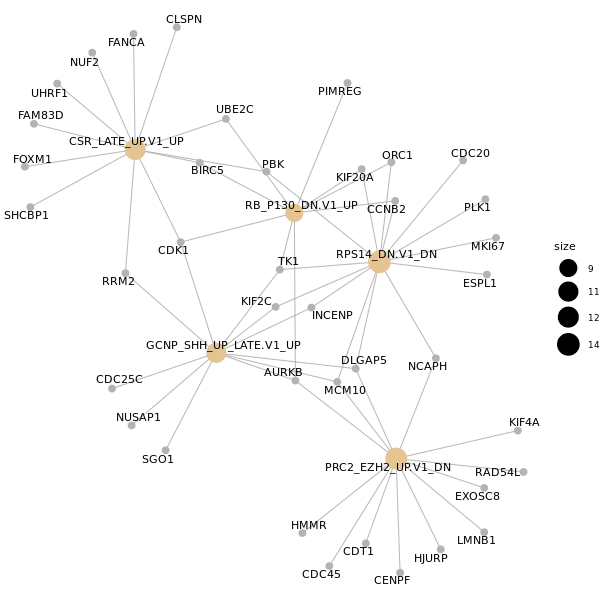 CLSPN
FANCA
NUF2
UHRF1
PIMREG
UBE2C
FAM83D
CSR_LATE_UP.V1_UP
ORC1
CDC20
FOXM1
BIRC5
PBK
KIF20A
RB_P130_DN.V1_UP
CCNB2
PLK1
SHCBP1
CDK1
RPS14_DN.V1_DN
MKI67
size
TK1
9
RRM2
ESPL1
11
KIF2C
INCENP
12
GCNP_SHH_UP_LATE.V1_UP
14
DLGAP5
NCAPH
CDC25C
AURKB
MCM10
NUSAP1
KIF4A
SGO1
PRC2_EZH2_UP.V1_DN
RAD54L
EXOSC8
HMMR
LMNB1
CDT1
HJURP
CDC45
CENPF